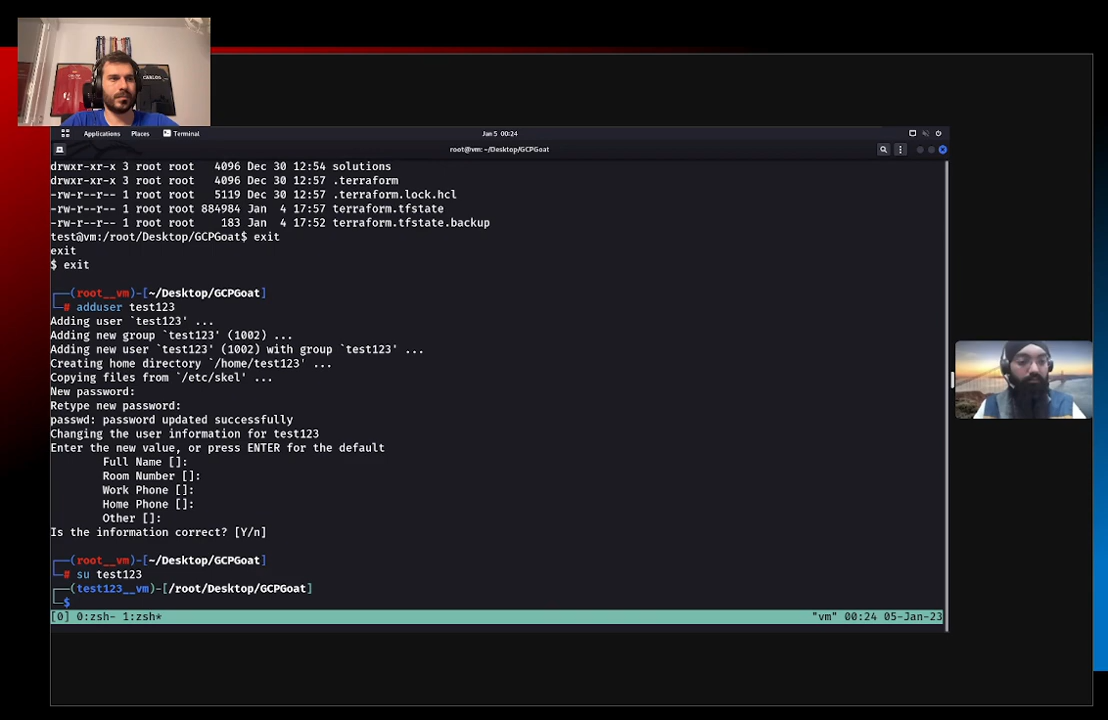 CARLOS
Applications Places Terminal Jan 5 00:24
root@vm: ~/Desktop/GCPGoat
drwxr-xr-x 3 root root 4096 Dec 30 12:54 solutions
drwxr-xr-x 3 root root 4096 Dec 30 12:57 .terraform
-rw-r--r-- 1 root root 5119 Dec 30 12:57 .terraform.lock.hcl
-rw-r--r-- 1 root root 884984 Jan 4 17:57 terraform.tfstate
-rw-r--r-- 1 root root 183 Jan 4 17:52 terraform.tfstate.backup
test@vm:/root/Desktop/GCPGoat$ exit
exit
$ exit
┌──(root__vm)-[~/Desktop/GCPGoat]
└─# adduser test123
Adding user `test123' ...
Adding new group `test123' (1002) ...
Adding new user `test123' (1002) with group `test123' ...
Creating home directory `/home/test123' ...
Copying files from `/etc/skel' ...
New password:
Retype new password:
passwd: password updated successfully
Changing the user information for test123
Enter the new value, or press ENTER for the default
Full Name []:
Room Number []:
Work Phone []:
Home Phone []:
Other []:
Is the information correct? [Y/n]
┌──(root__vm)-[~/Desktop/GCPGoat]
└─# su test123
┌──(test123__vm)-[/root/Desktop/GCPGoat]
└─$
[0] 0:zsh- 1:zsh* "vm" 00:24 05-Jan-23